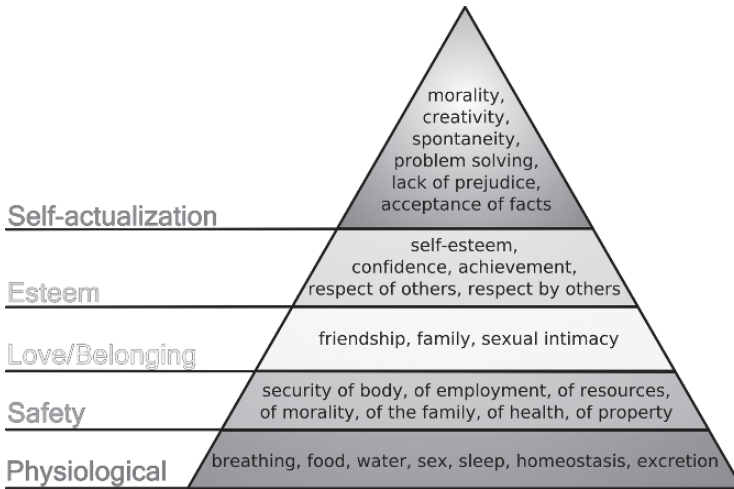 morality,
creativity,
spontaneity,
problem solving,
lack of prejudice,
acceptance of facts
Self-actualization
self-esteem,
confidence, achievement,
respect of others, respect by others
Esteem
friendship, family, sexual intimacy
Love/Belonging
security of body, of employment, of resources,
of morality, of the family, of health, of property
Safety
breathing, food, water, sex, sleep, homeostasis, excretion
Physiological